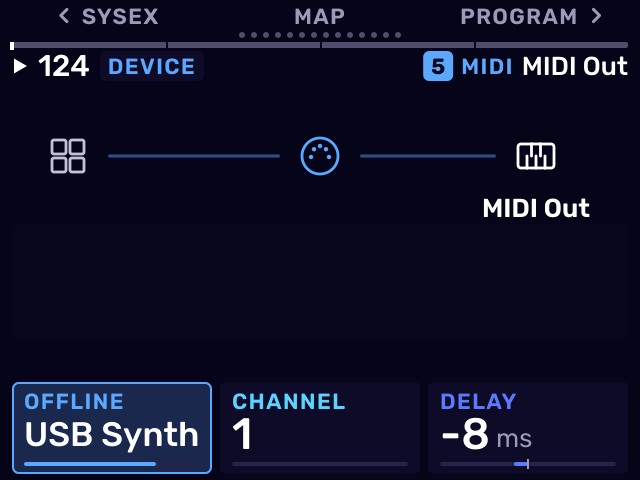 SYSEX MAP PROGRAM
124 DEVICE 5 MIDI MIDI Out
MIDI Out
OFFLINE CHANNEL DELAY
USB Synth 1 -8 ms